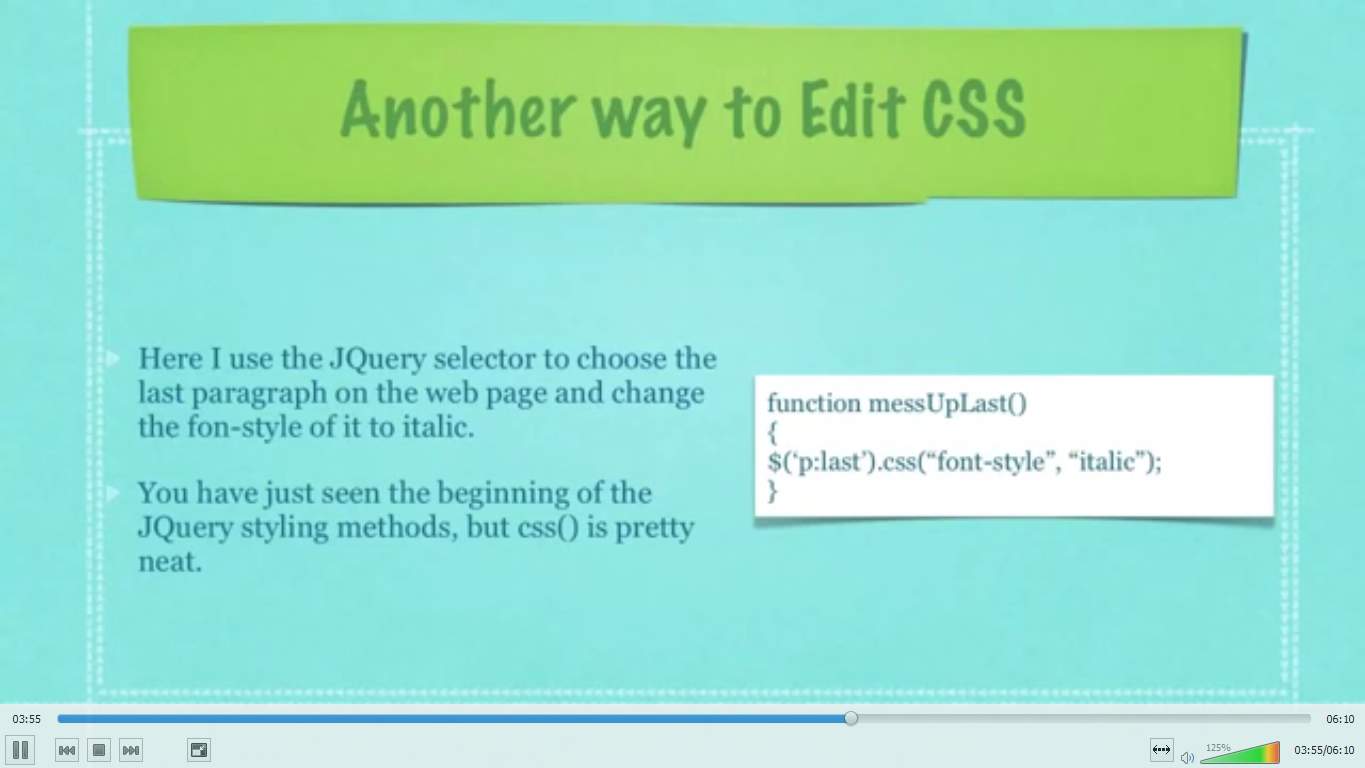 Another way to Edit CSS
Here I use the JQuery selector to choose the
last paragraph on the web page and change
the fon-style of it to italic.
You have just seen the beginning of the
JQuery styling methods, but css() is pretty
neat.
function messUpLast()
{
$(‘p:last’).css(“font-style”, “italic”);
}
03:55
06:10
125%
03:55/06:10